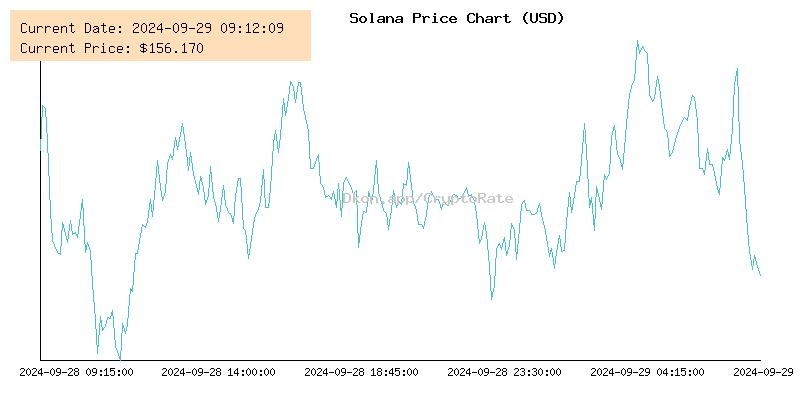 Solana Price Chart (USD)
Current Date: 2024-09-29 09:12:09
Current Price: $156.170
Dkon.app/CryptoRate
2024-09-28 09:15:00 2024-09-28 14:00:00 2024-09-28 18:45:00 2024-09-28 23:30:00 2024-09-29 04:15:00 2024-09-29